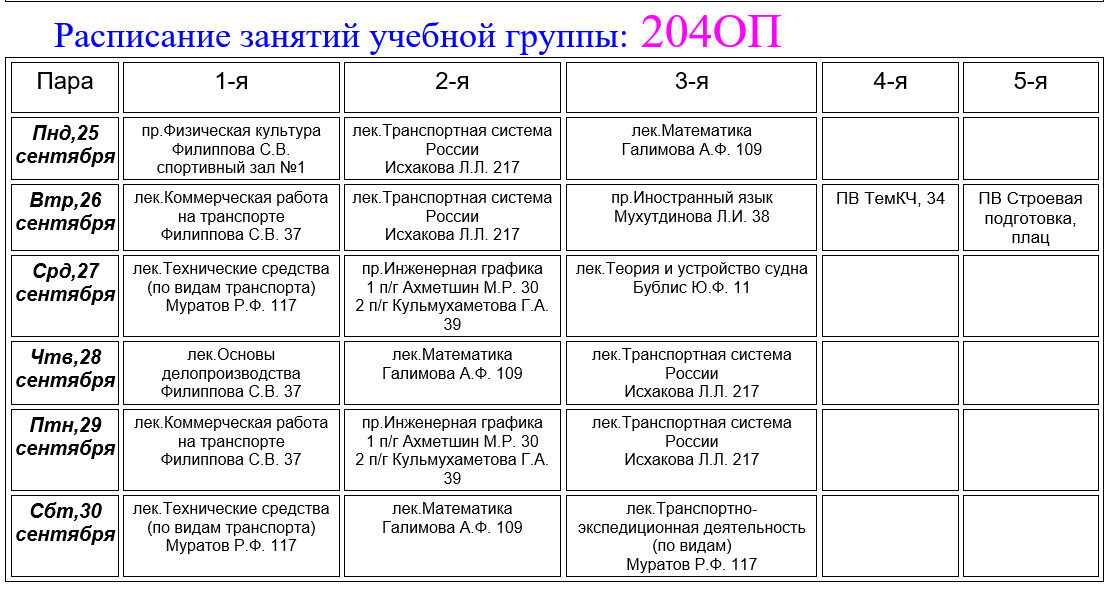 Расписание занятий учебной группы: 204ОП
Пара 1-я 2-я 3-я 4-я 5-я
Пнд,25
сентября
пр.Физическая культура
Филиппова С.В.
спортивный зал №1
лек.Транспортная система
России
Исхакова Л.Л. 217
лек.Математика
Галимова А.Ф. 109
Втр,26
сентября
лек.Коммерческая работа
на транспорте
Филиппова С.В. 37
лек.Транспортная система
России
Исхакова Л.Л. 217
пр.Иностранный язык
Мухутдинова Л.И. 38
ПВ ТемКЧ, 34
ПВ Строевая
подготовка,
плац
Срд,27
сентября
лек.Технические средства
(по видам транспорта)
Муратов Р.Ф. 117
пр.Инженерная графика
1 п/г Ахметшин М.Р. 30
2 п/г Кульмухаметова Г.А.
39
лек.Теория и устройство судна
Бублис Ю.Ф. 11
Чтв,28
сентября
лек.Основы
делопроизводства
Филиппова С.В. 37
лек.Математика
Галимова А.Ф. 109
лек.Транспортная система
России
Исхакова Л.Л. 217
Птн,29
сентября
лек.Коммерческая работа
на транспорте
Филиппова С.В. 37
пр.Инженерная графика
1 п/г Ахметшин М.Р. 30
2 п/г Кульмухаметова Г.А.
39
лек.Транспортная система
России
Исхакова Л.Л. 217
Сбт,30
сентября
лек.Технические средства
(по видам транспорта)
Муратов Р.Ф. 117
лек.Математика
Галимова А.Ф. 109
лек.Транспортно-
экспедиционная деятельность
(по видам)
Муратов Р.Ф. 117